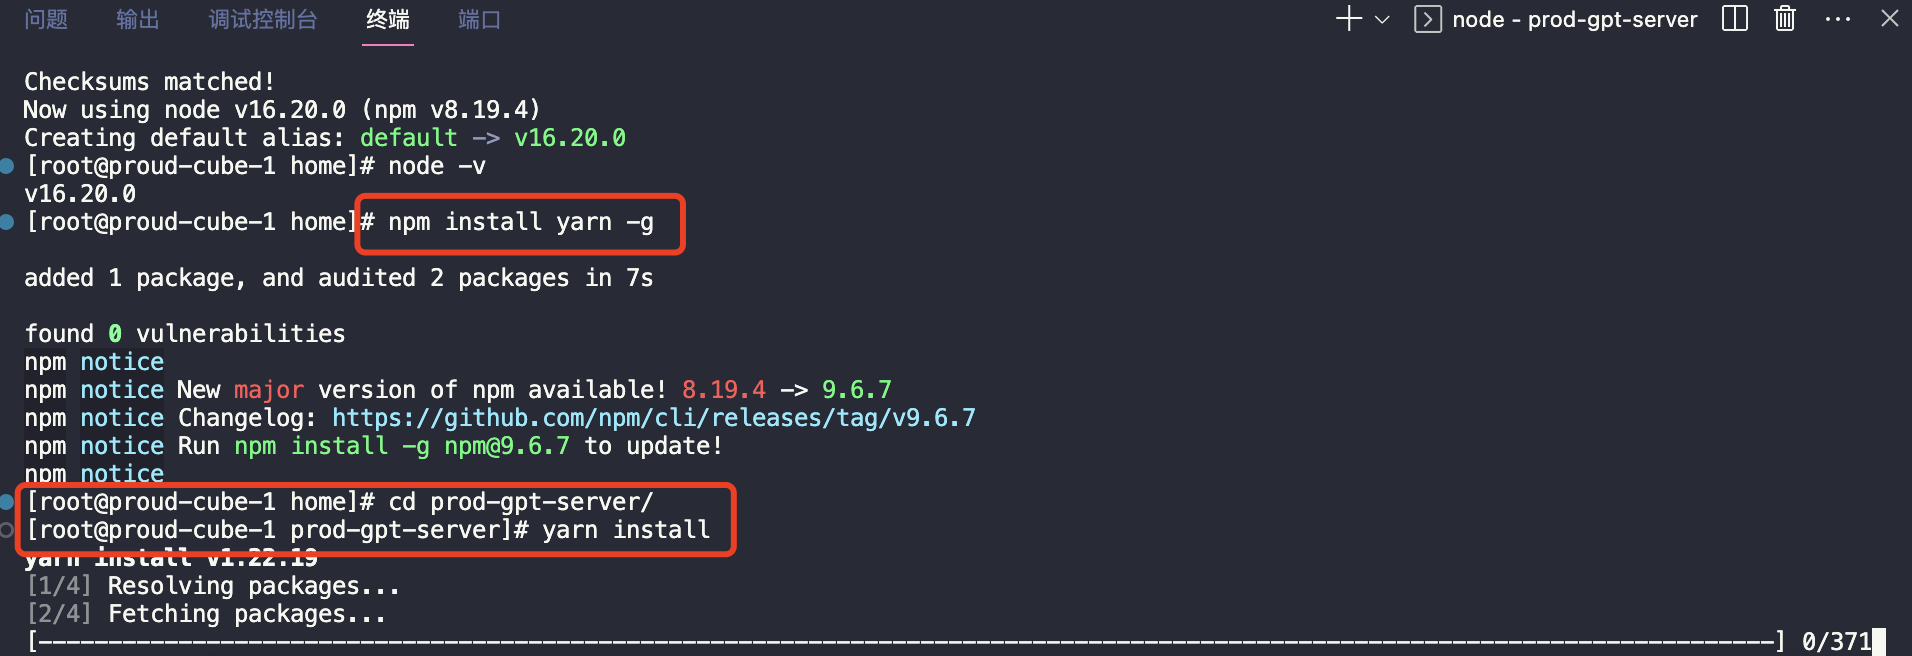 问题 输出 调试控制台 终端 端口 node - prod-gpt-server
Checksums matched!
Now using node v16.20.0 (npm v8.19.4)
Creating default alias: default -> v16.20.0
[root@proud-cube-1 home]# node -v
v16.20.0
[root@proud-cube-1 home]# npm install yarn -g
added 1 package, and audited 2 packages in 7s
found 0 vulnerabilities
npm notice
npm notice New major version of npm available! 8.19.4 -> 9.6.7
npm notice Changelog: https://github.com/npm/cli/releases/tag/v9.6.7
npm notice Run npm install -g npm@9.6.7 to update!
npm notice
[root@proud-cube-1 home]# cd prod-gpt-server/
[root@proud-cube-1 prod-gpt-server]# yarn install
yarn install v1.22.19
[1/4] Resolving packages...
[2/4] Fetching packages...
[-----------------------------------------------------------------------------------------------------------------------------] 0/371